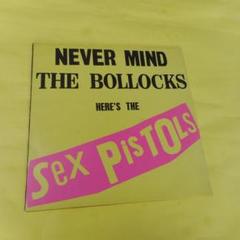 NEVER MIND
THE BOLLOCKS
HERE'S THE
Sex PisTOLs